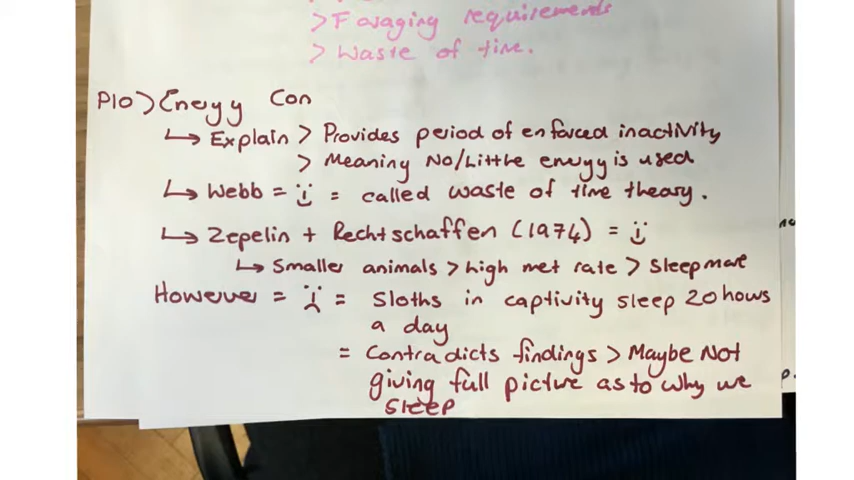 > Foraging requirements
> Waste of time.
P10 > Energy Con
↳ Explain > Provides period of enforced inactivity
> Meaning No/Little energy is used
↳ Webb = :) = called waste of time theory.
↳ Zepelin + Rechtschaffen (1974) = :)
↳ Smaller animals > high met rate > Sleep more
However = :( = Sloths in captivity sleep 20 hours
a day
= Contradicts findings > Maybe Not
giving full picture as to why we
sleep